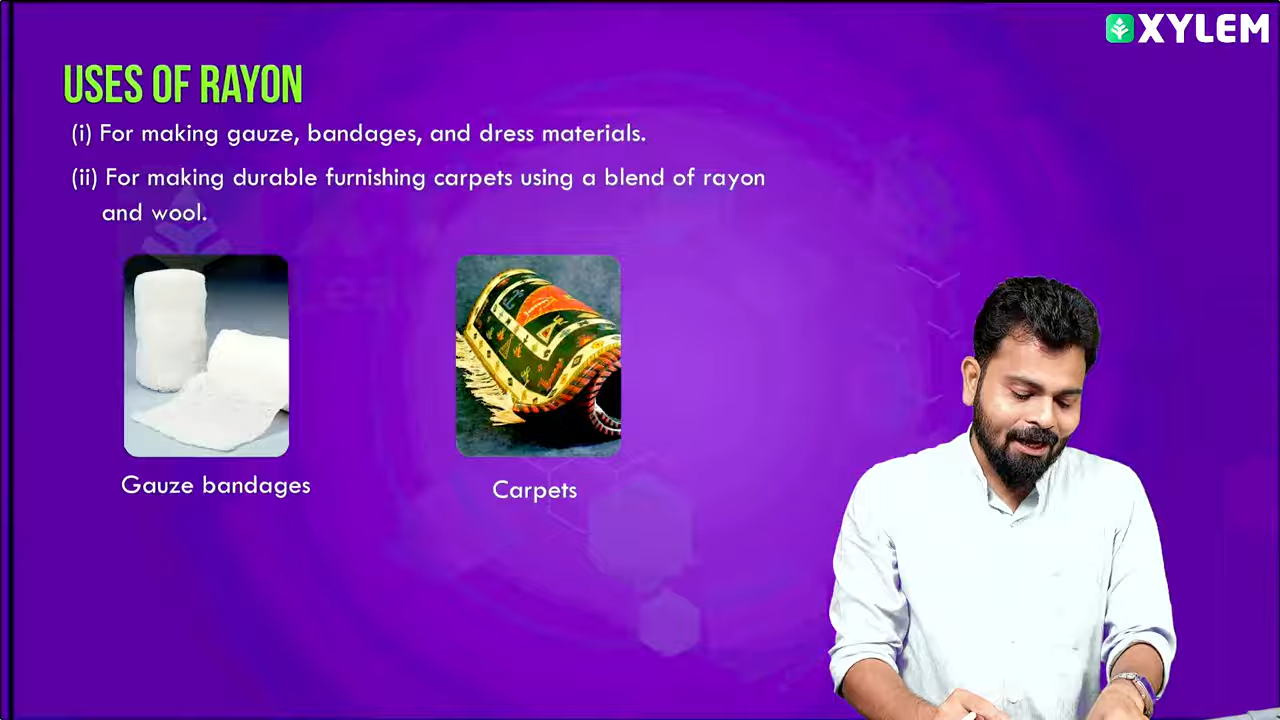 XYLEM
USES OF RAYON
(i) For making gauze, bandages, and dress materials.
(ii) For making durable furnishing carpets using a blend of rayon
and wool.
Gauze bandages
Carpets